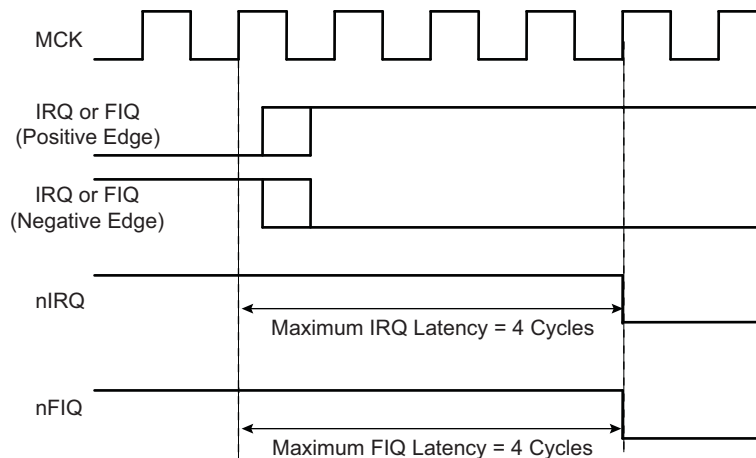 MCK
IRQ or FIQ
(Positive Edge)
IRQ or FIQ
(Negative Edge)
nIRQ
Maximum IRQ Latency = 4 Cycles
nFIQ
Maximum FIQ Latency = 4 Cycles